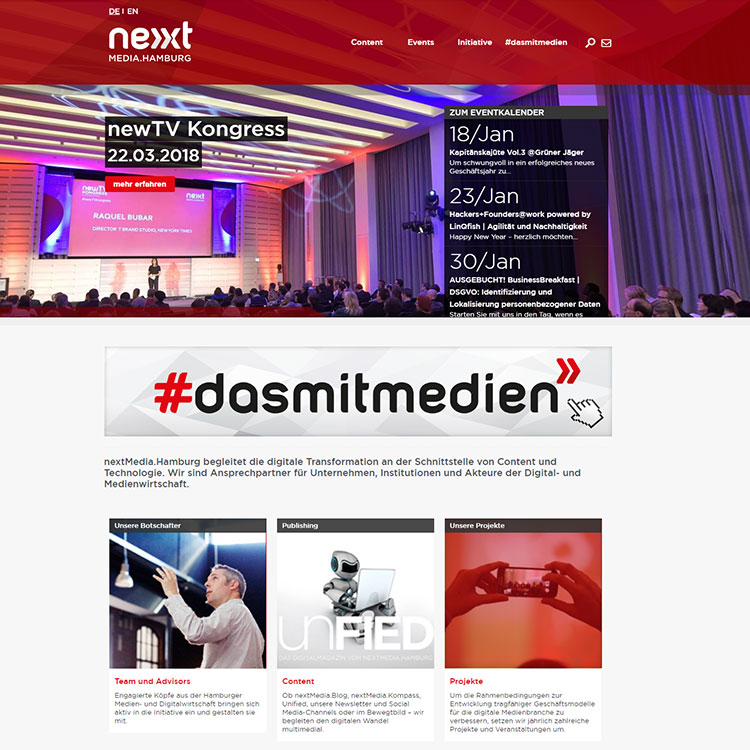 DE I EN
nexxt
MEDIA.HAMBURG
Content Events Initiative #dasmitmedien
newTV Kongress
22.03.2018
mehr erfahren
newTV
KONGRESS
nexxt
RAQUEL BUBAR
DIRECTOR T BRAND STUDIO, NEW YORK TIMES
ZUM EVENTKALENDER
18/Jan
Kapitänskajüte Vol.3 @Grüner Jäger
Um schwungvoll in ein erfolgreiches neues
Geschäftsjahr zu...
23/Jan
Hackers+Founders@work powered by
LinQfish | Agilität und Nachhaltigkeit
Happy New Year – herzlich möchten...
30/Jan
AUSGEBUCHT! BusinessBreakfast |
DSGVO: Identifizierung und
Lokalisierung personenbezogener Daten
Starten Sie mit uns in den Tag, wenn es
#dasmitmedien
nextMedia.Hamburg begleitet die digitale Transformation an der Schnittstelle von Content und
Technologie. Wir sind Ansprechpartner für Unternehmen, Institutionen und Akteure der Digital- und
Medienwirtschaft.
Unsere Botschafter
Team und Advisors
Engagierte Köpfe aus der Hamburger
Medien- und Digitalwirtschaft bringen sich
aktiv in die Initiative ein und gestalten sie
mit.
Publishing
UNFiED
DAS DIGITALMAGAZIN VON NEXTMEDIA.HAMBURG
Content
Ob nextMedia.Blog, nextMedia.Kompass,
Unified, unsere Newsletter und Social
Media-Channels oder im Bewegtbild – wir
begleiten den digitalen Wandel
multimedial.
Unsere Projekte
Projekte
Um die Rahmenbedingungen zur
Entwicklung tragfähiger Geschäftsmodelle
für die digitale Medienbranche zu
verbessern, setzen wir jährlich zahlreiche
Projekte und Veranstaltungen um.